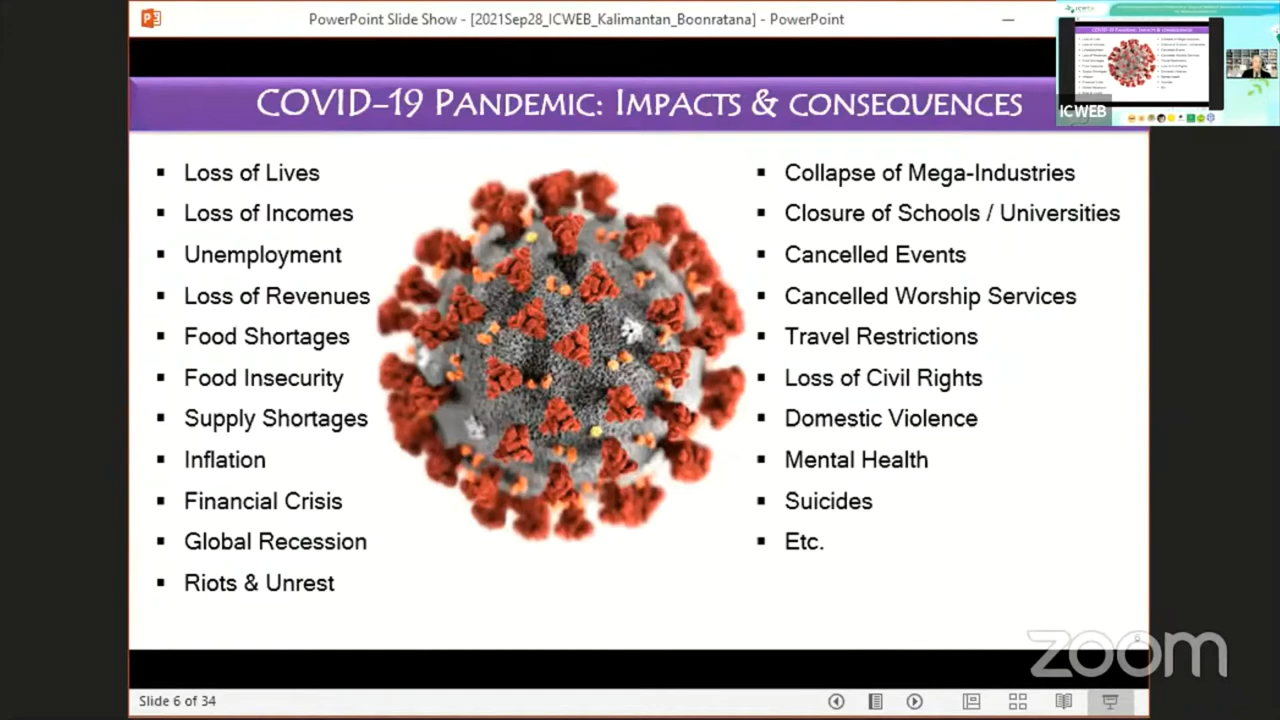 PowerPoint Slide Show - [2021Sep28_ICWEB_Kalimantan_Boonratana] - PowerPoint
ICWEB
COVID-19 PANDEMIC: IMPACTS & CONSEQUENCES
Loss of Lives
Loss of Incomes
Unemployment
Loss of Revenues
Food Shortages
Food Insecurity
Supply Shortages
Inflation
Financial Crisis
Global Recession
Riots & Unrest
Collapse of Mega-Industries
Closure of Schools / Universities
Cancelled Events
Cancelled Worship Services
Travel Restrictions
Loss of Civil Rights
Domestic Violence
Mental Health
Suicides
Etc.
zoom
Slide 6 of 34